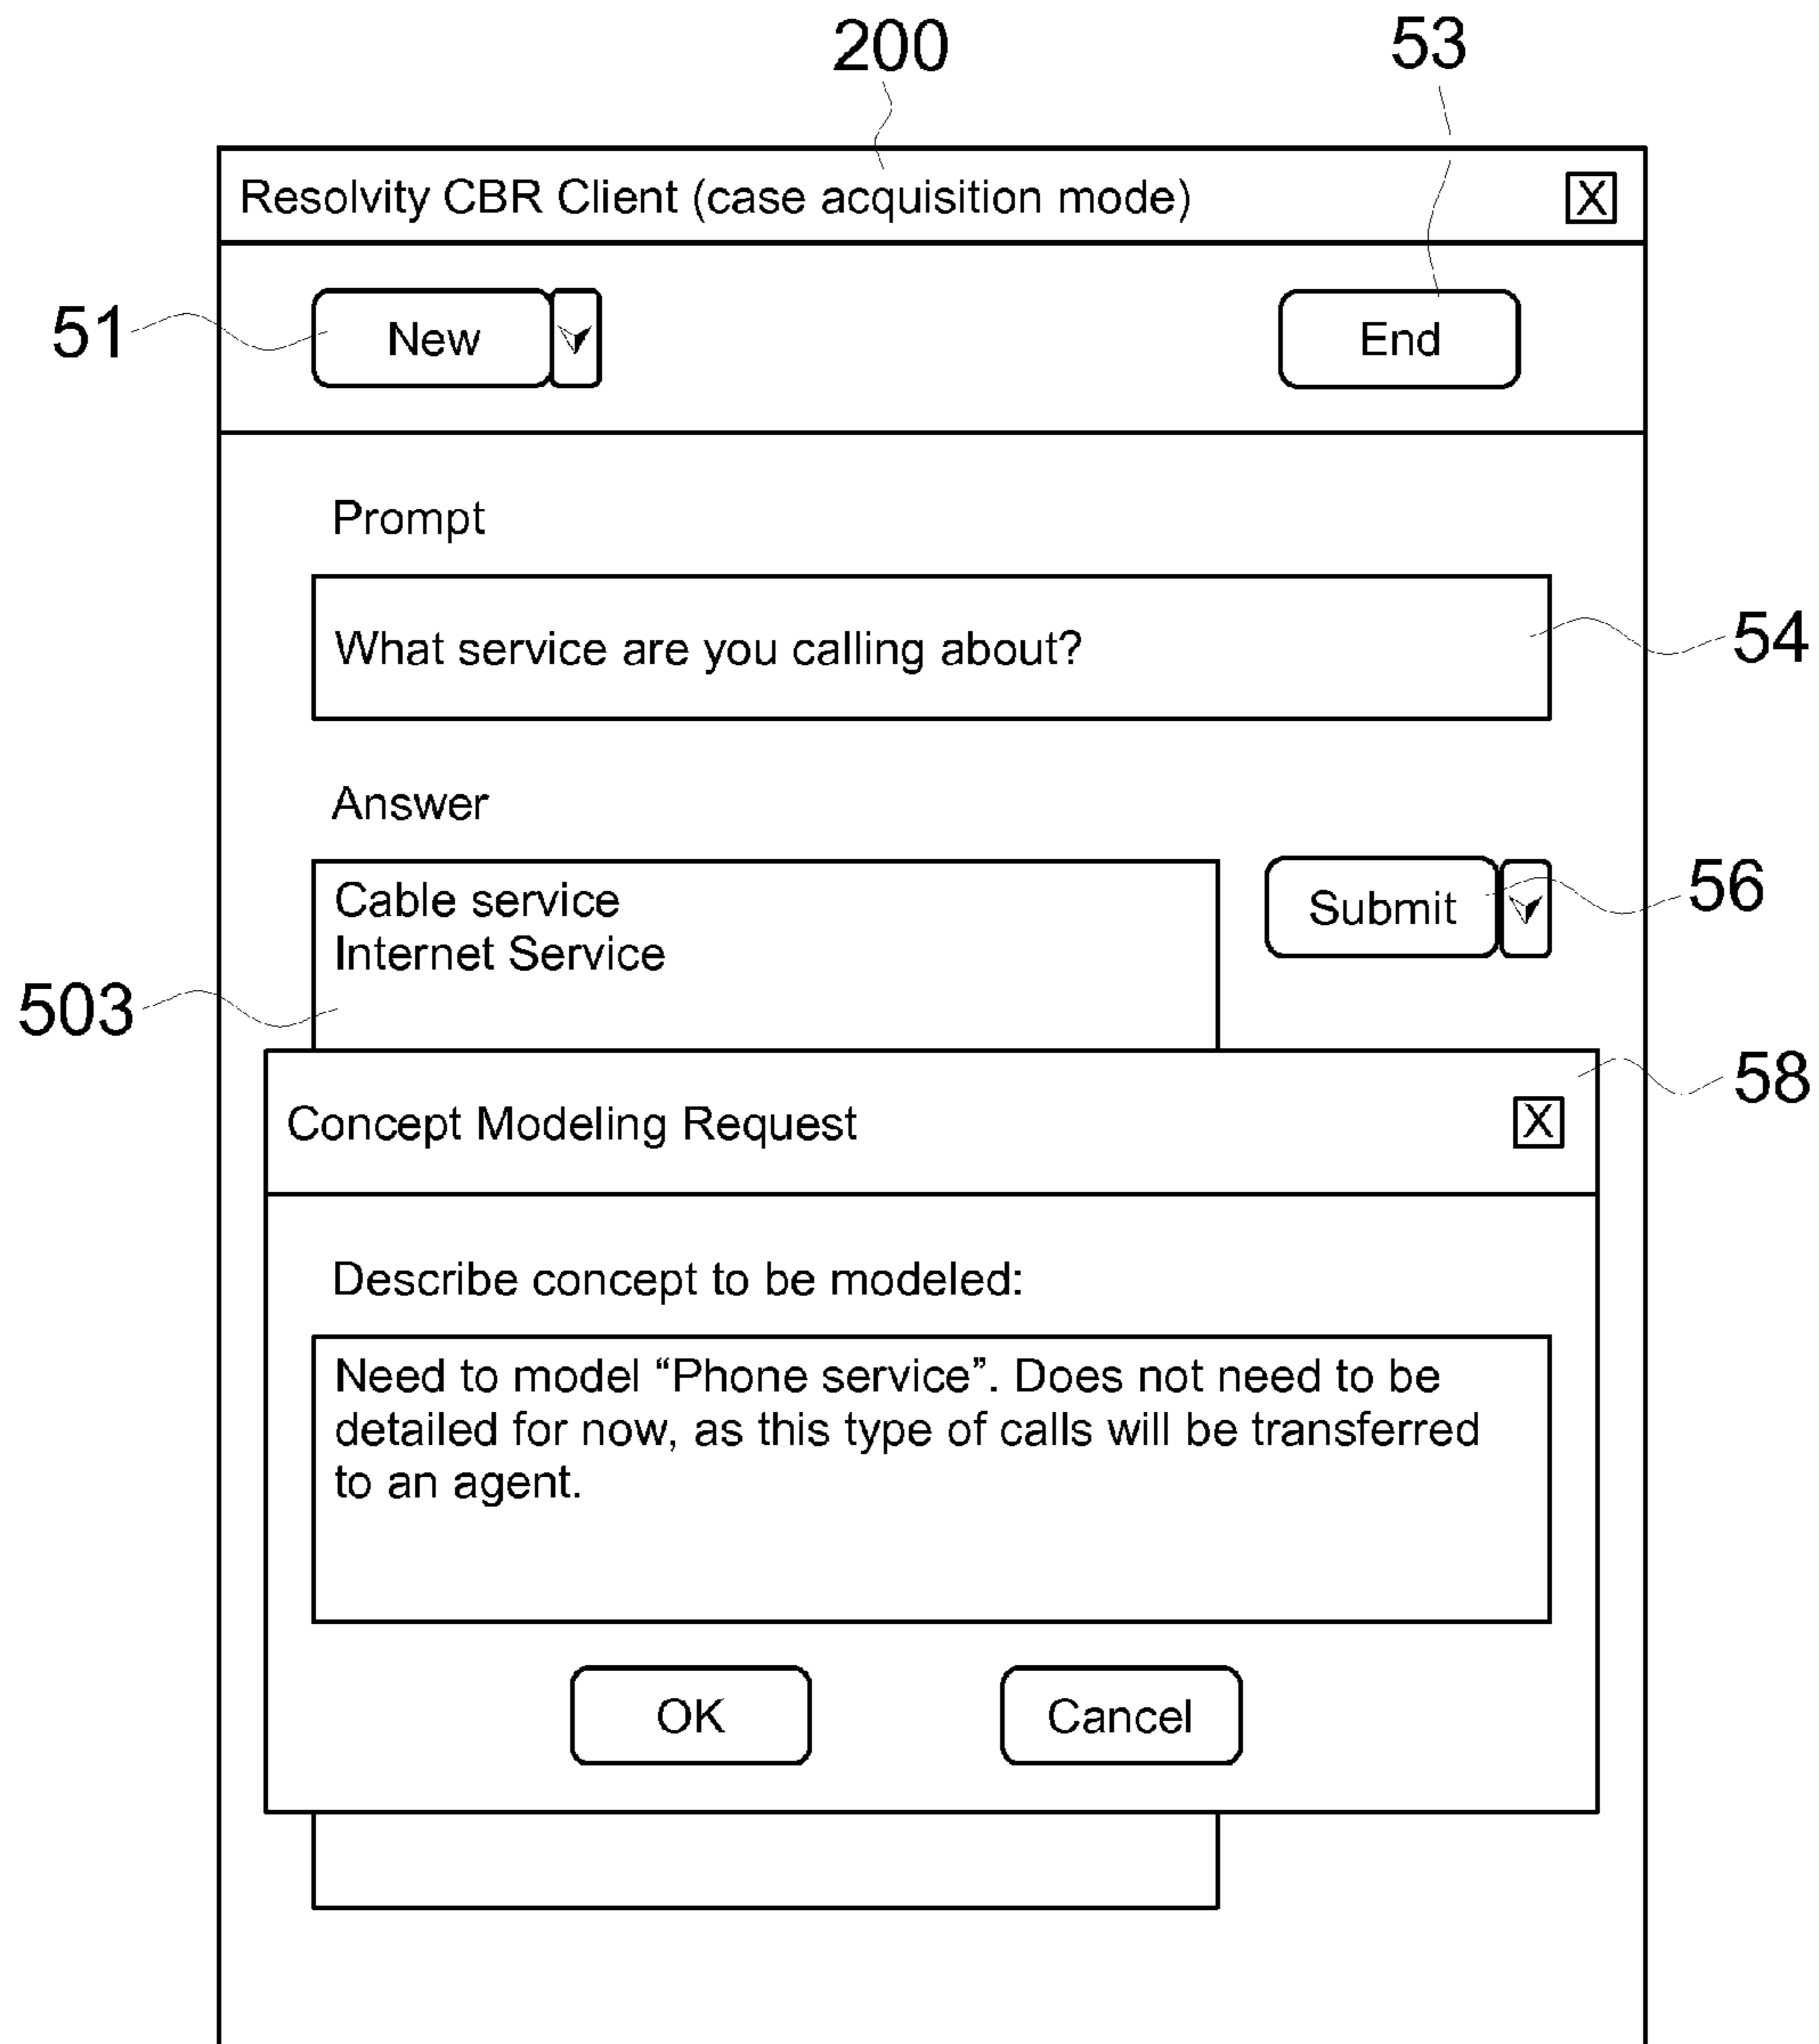 200
53
Resolvity CBR Client (case acquisition mode) X
51
New
End
Prompt
What service are you calling about?
54
Answer
Cable service
Internet Service
Submit
56
503
58
Concept Modeling Request X
Describe concept to be modeled:
Need to model “Phone service”. Does not need to be
detailed for now, as this type of calls will be transferred
to an agent.
OK
Cancel